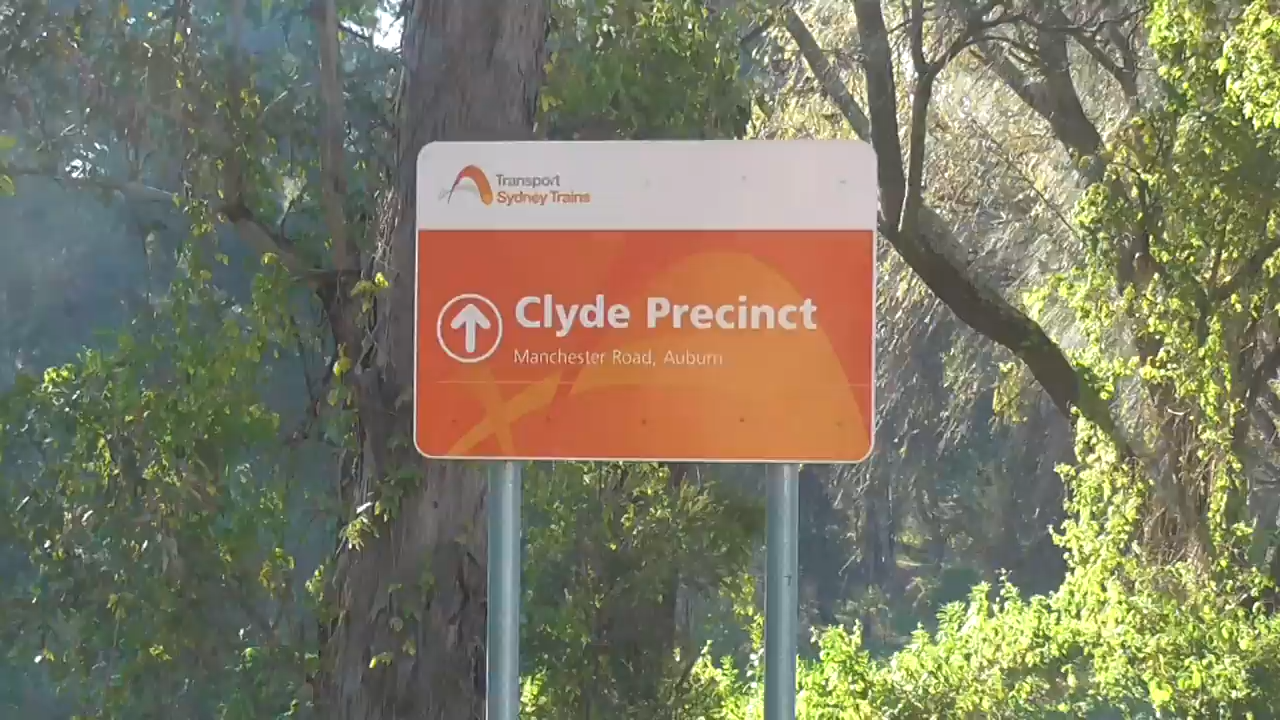 Transport
Sydney Trains
Clyde Precinct
Manchester Road, Auburn